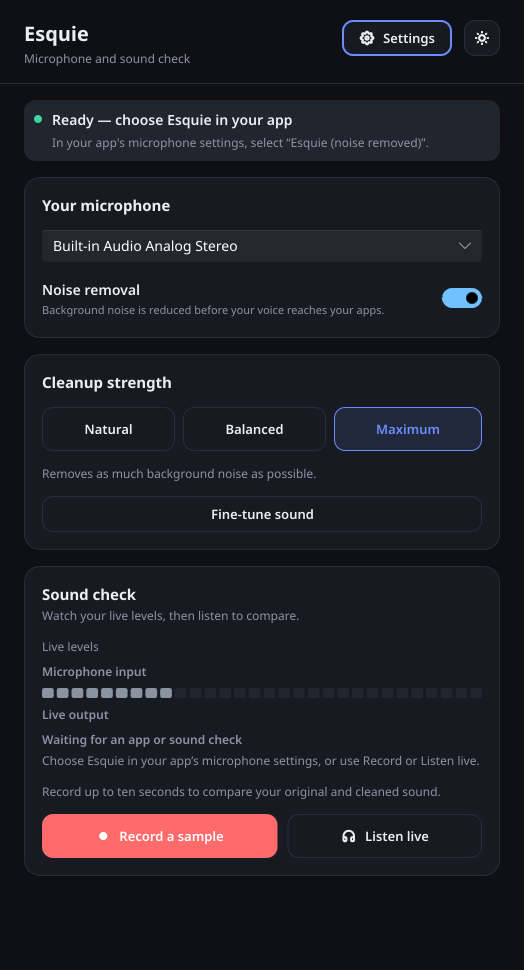 Esquie
Microphone and sound check
Settings
Ready — choose Esquie in your app
In your app's microphone settings, select “Esquie (noise removed)”.
Your microphone
Built-in Audio Analog Stereo
Noise removal
Background noise is reduced before your voice reaches your apps.
Cleanup strength
Natural
Balanced
Maximum
Removes as much background noise as possible.
Fine-tune sound
Sound check
Watch your live levels, then listen to compare.
Live levels
Microphone input
Live output
Waiting for an app or sound check
Choose Esquie in your app’s microphone settings, or use Record or Listen live.
Record up to ten seconds to compare your original and cleaned sound.
Record a sample
Listen live